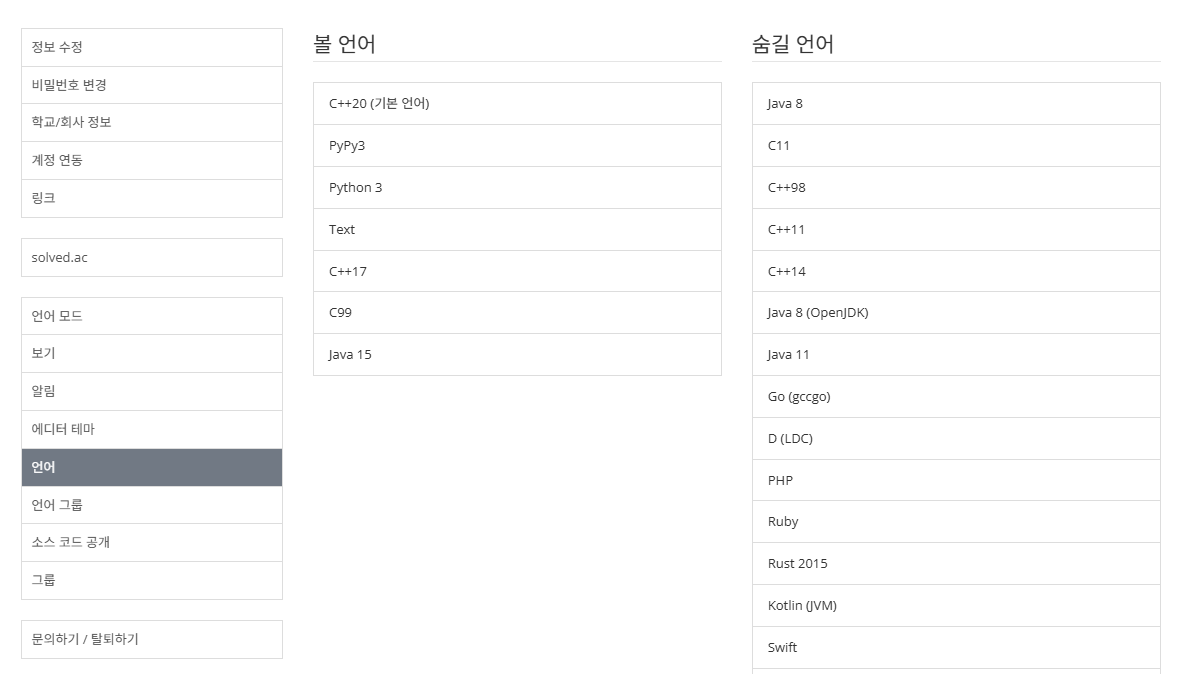 정보 수정
비밀번호 변경
학교/회사 정보
계정 연동
링크
solved.ac
언어 모드
보기
알림
에디터 테마
언어
언어 그룹
소스 코드 공개
그룹
문의하기 / 탈퇴하기
볼 언어
C++20 (기본 언어)
PyPy3
Python 3
Text
C++17
C99
Java 15
숨길 언어
Java 8
C11
C++98
C++11
C++14
Java 8 (OpenJDK)
Java 11
Go (gccgo)
D (LDC)
PHP
Ruby
Rust 2015
Kotlin (JVM)
Swift